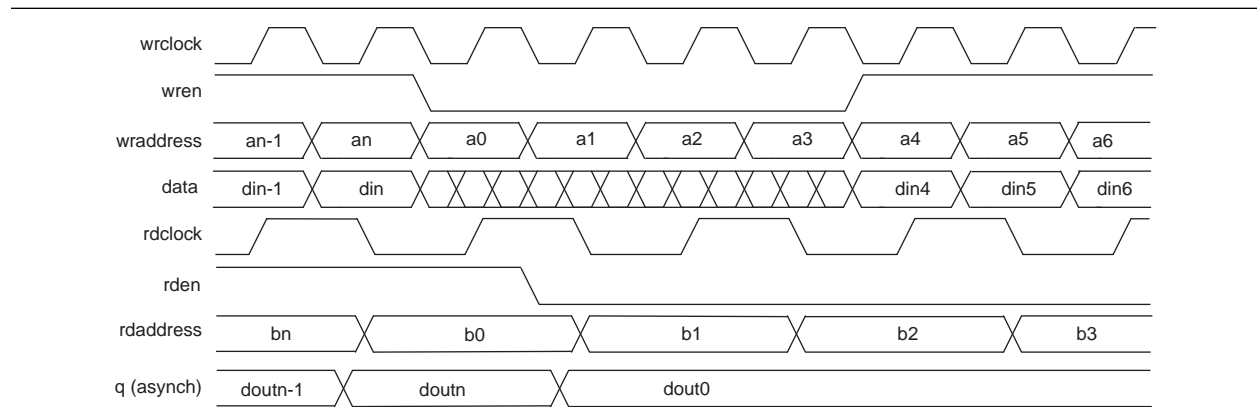 wrclock
wren
wraddress an-1 an a0 a1 a2 a3 a4 a5 a6
data din-1 din din4 din5 din6
rdclock
rden
rdaddress bn b0 b1 b2 b3
q (asynch) doutn-1 doutn dout0